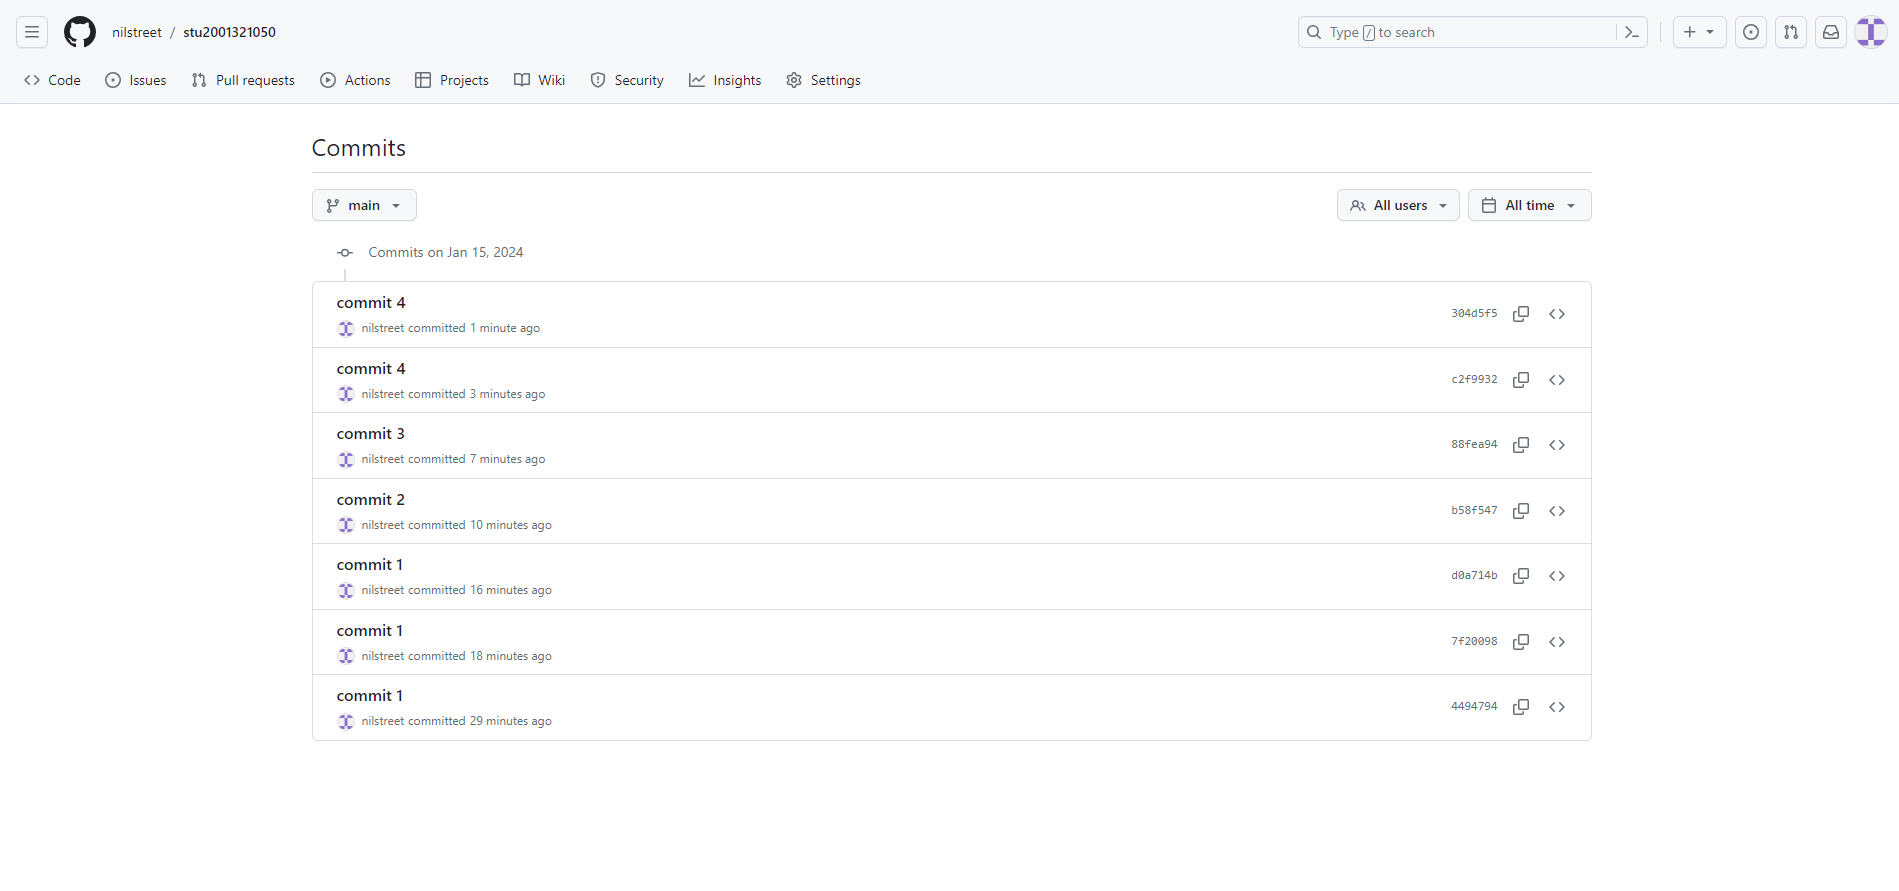 nilstreet / stu2001321050
Type / to search
Code Issues Pull requests Actions Projects Wiki Security Insights Settings
Commits
main All users All time
Commits on Jan 15, 2024
commit 4
304d5f5
nilstreet committed 1 minute ago
commit 4
c2f9932
nilstreet committed 3 minutes ago
commit 3
88fea94
nilstreet committed 7 minutes ago
commit 2
b58f547
nilstreet committed 10 minutes ago
commit 1
d0a714b
nilstreet committed 16 minutes ago
commit 1
7f20098
nilstreet committed 18 minutes ago
commit 1
4494794
nilstreet committed 29 minutes ago